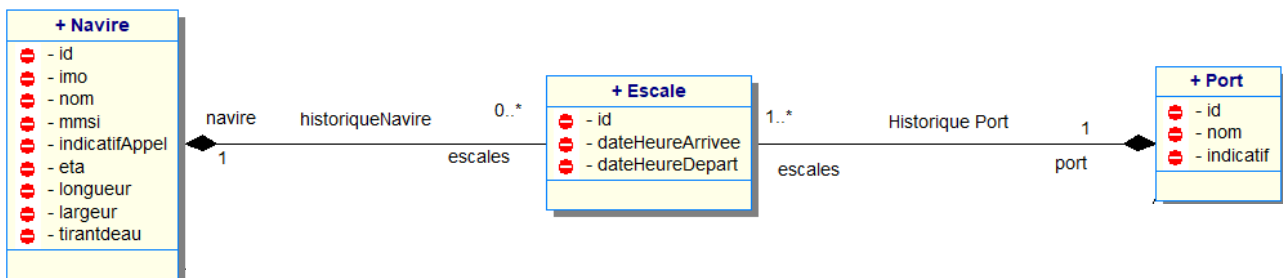 + Navire
- id
- imo
- nom
- mmsi
- indicatifAppel
- eta
- longueur
- largeur
- tirantdeau
navire
historiqueNavire
0..*
1
escales
+ Escale
- id
- dateHeureArrivee
- dateHeureDepart
1..*
Historique Port
1
escales
port
+ Port
- id
- nom
- indicatif